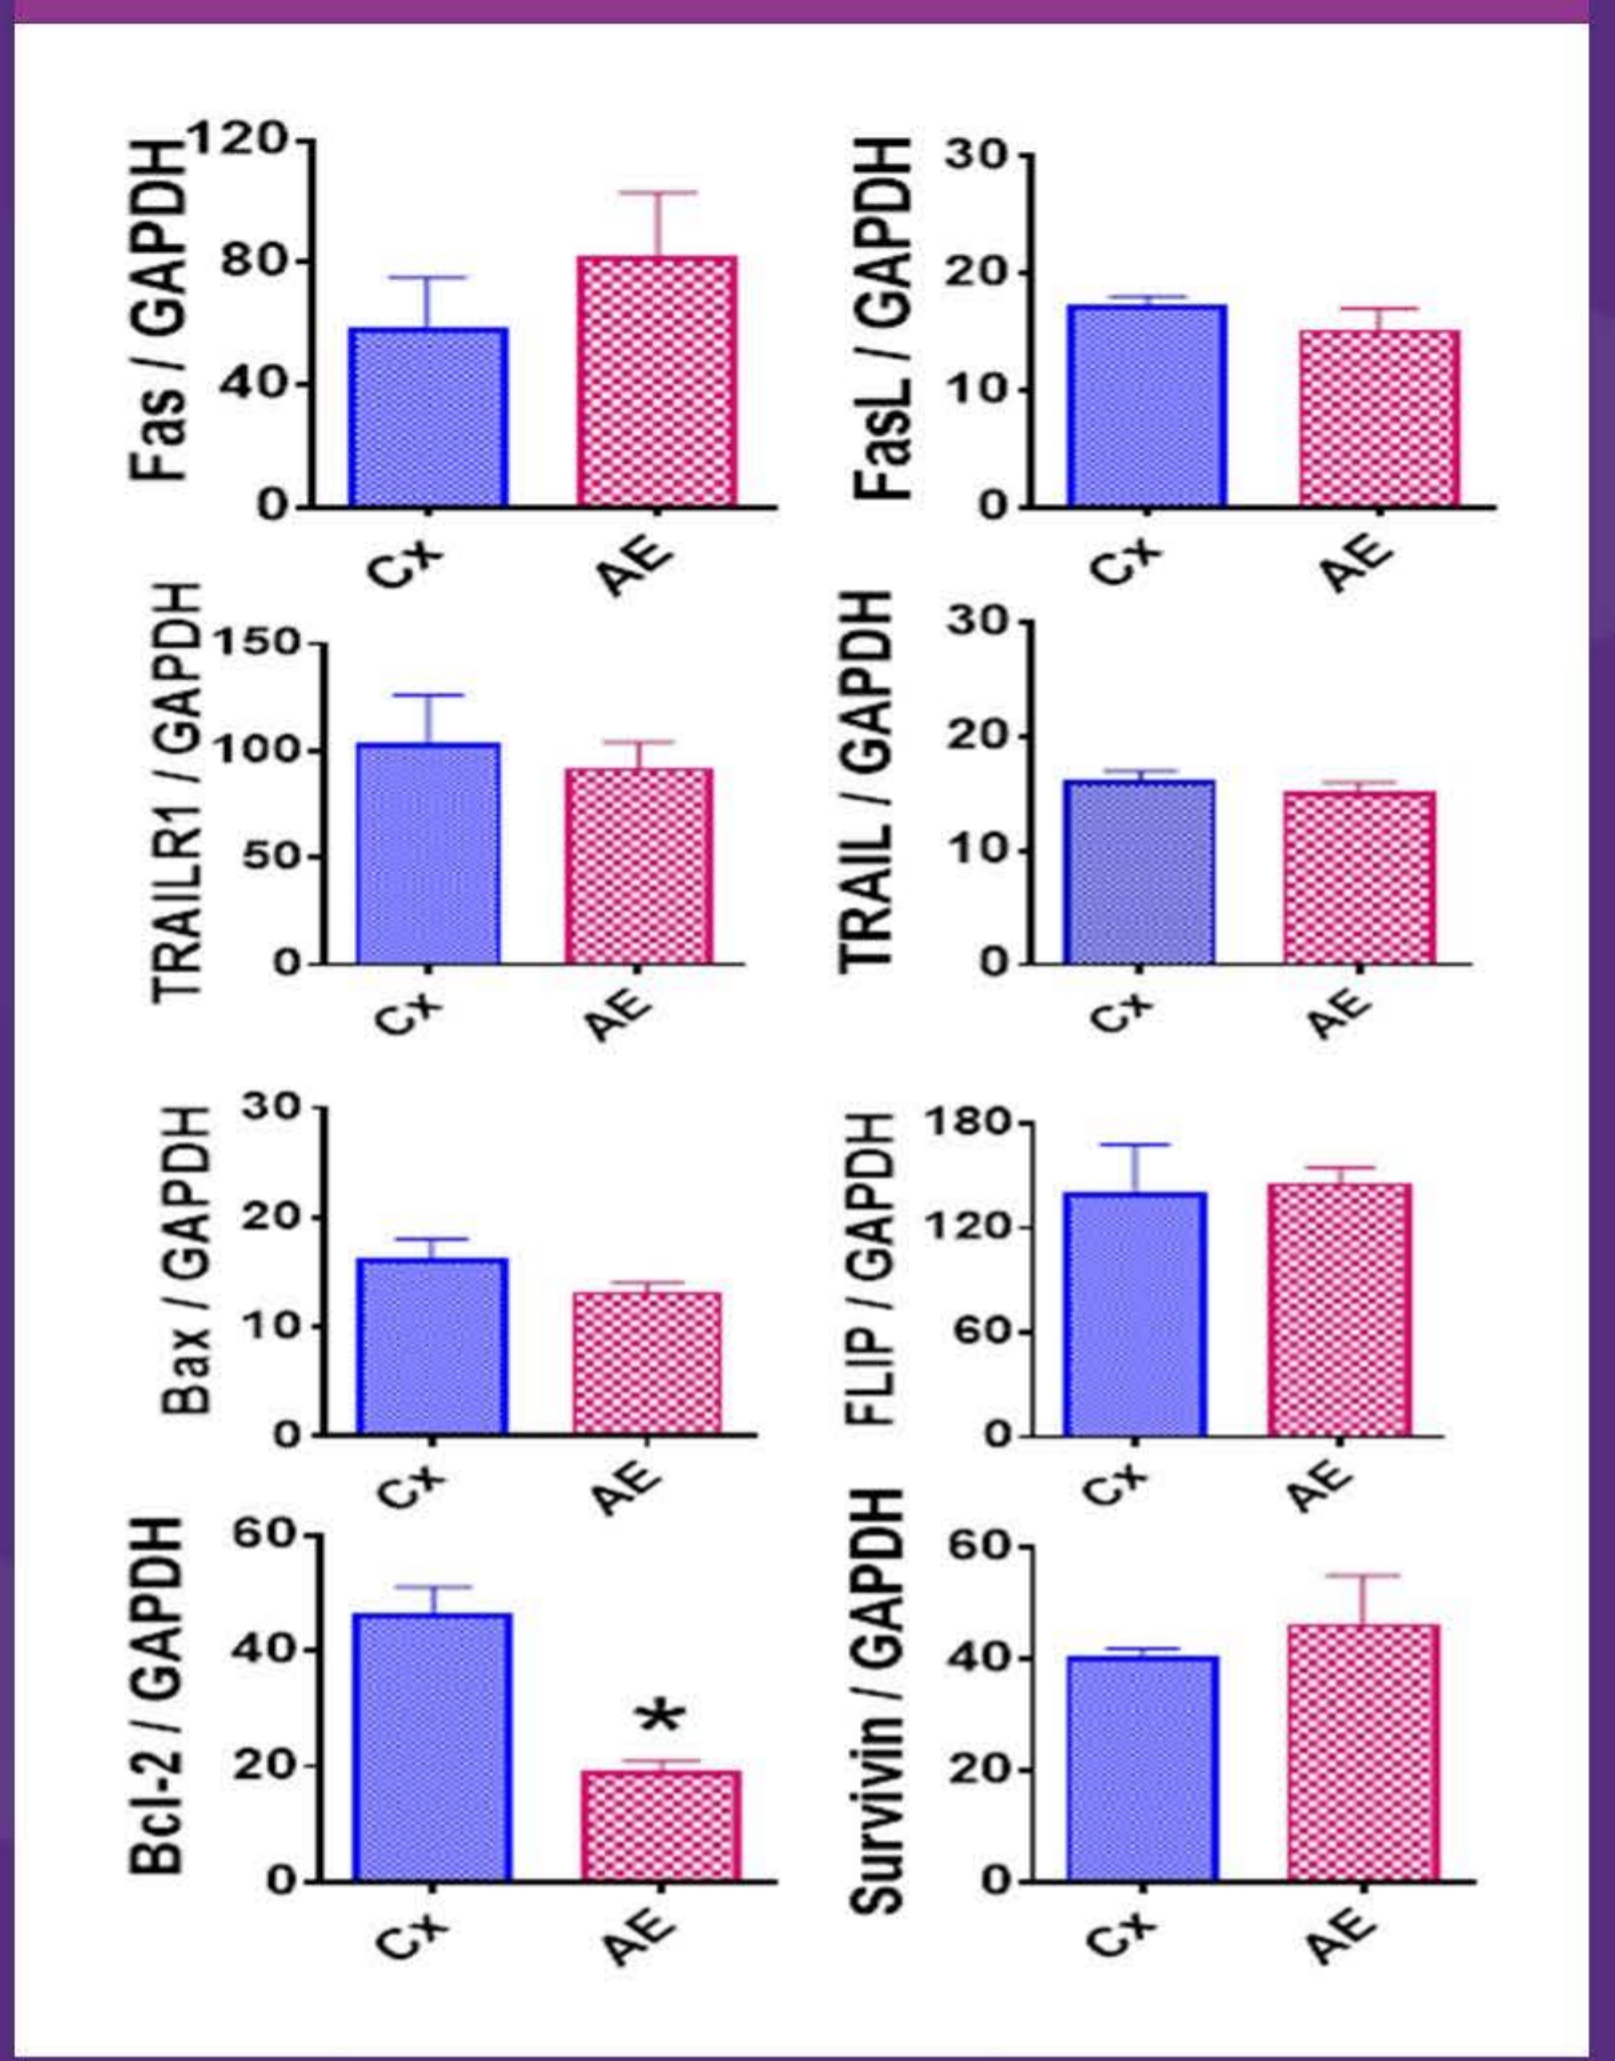 Fas / GAPDH
120
80
40
0
Cx
AE
FasL / GAPDH
30
20
10
0
Cx
AE
TRAILR1 / GAPDH
150
100
50
0
Cx
AE
TRAIL / GAPDH
30
20
10
0
Cx
AE
Bax / GAPDH
30
20
10
0
Cx
AE
FLIP / GAPDH
180
120
60
0
Cx
AE
Bcl-2 / GAPDH
60
40
20
0
*
Cx
AE
Survivin / GAPDH
60
40
20
0
Cx
AE